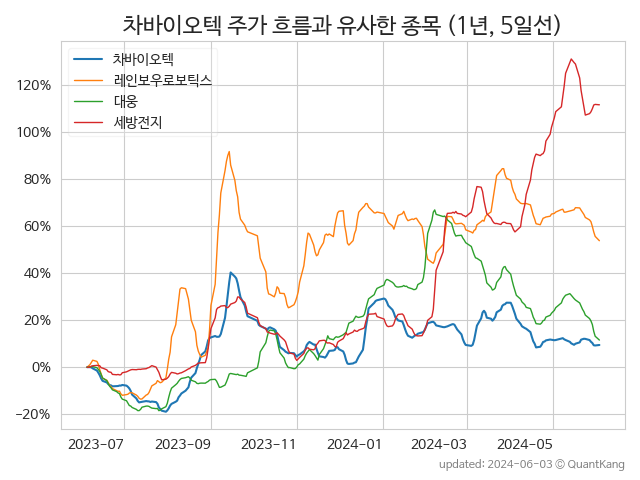 차바이오텍 주가 흐름과 유사한 종목 (1년, 5일선)
차바이오텍
레인보우로보틱스
대웅
세방전지
120%
100%
80%
60%
40%
20%
0%
−20%
2023−07
2023−09
2023−11
2024−01
2024−03
2024−05
updated: 2024-06-03 © QuantKang